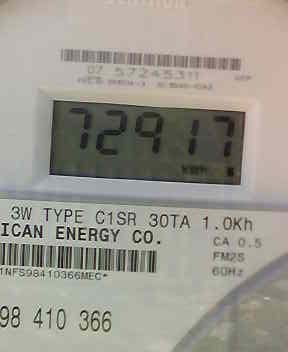 07 57245311
72917
3W TYPE C1SR 30TA 1.0Kh
ICAN ENERGY CO.
CA 0.5
FM2S
60Hz
1NFS98410366MEC*
98 410 366